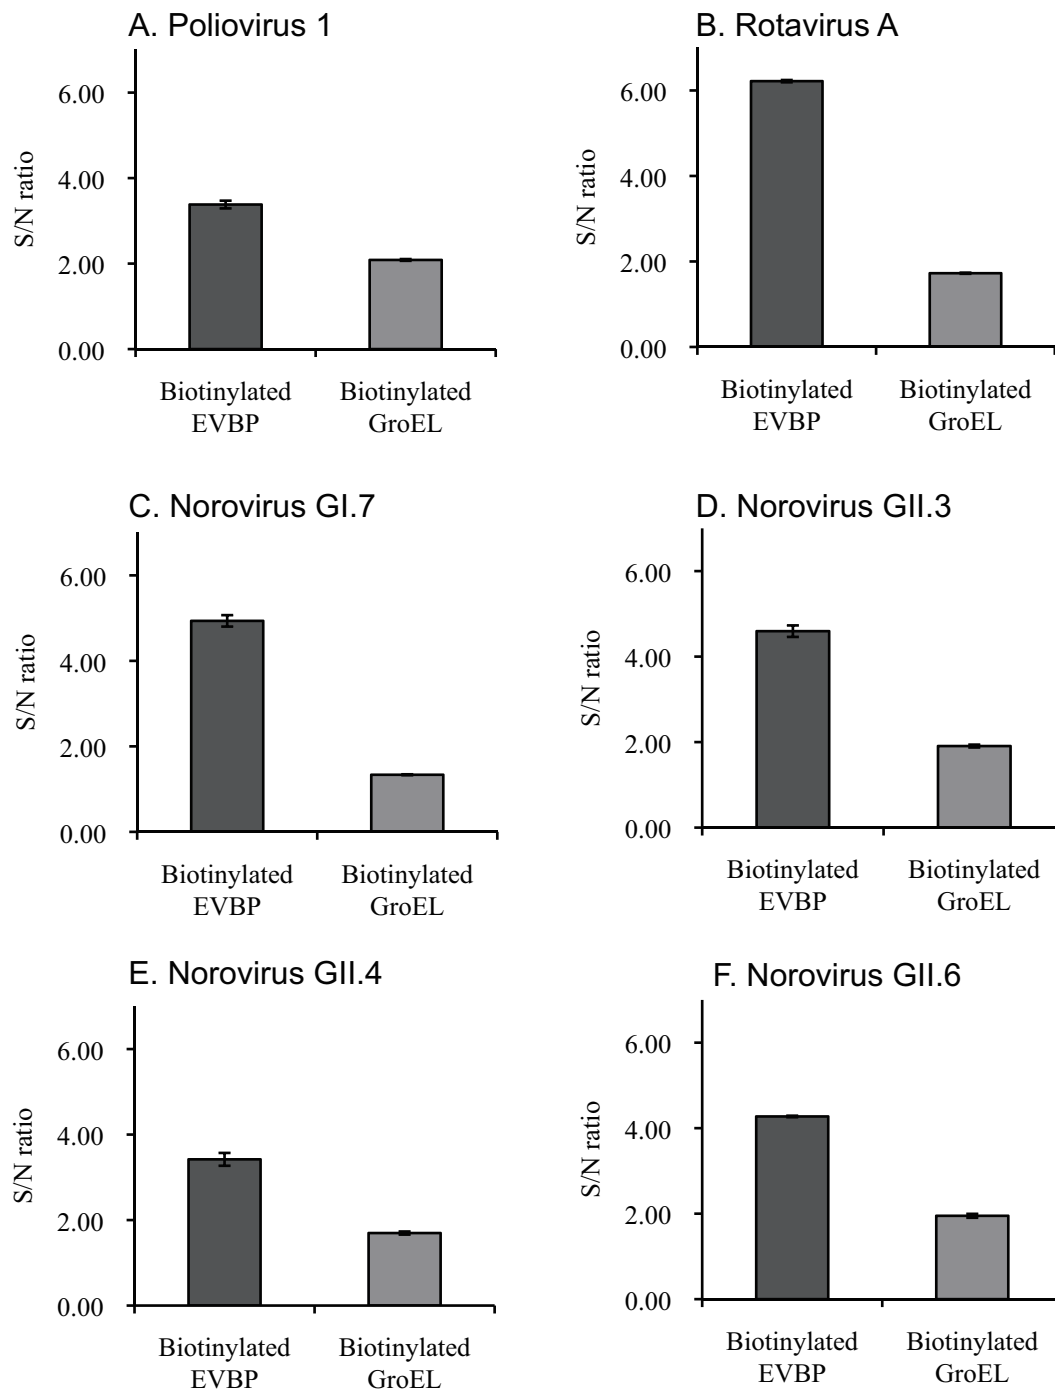 A. Poliovirus 1
6.00
4.00
2.00
0.00
S/N ratio
Biotinylated
EVBP
Biotinylated
GroEL
B. Rotavirus A
6.00
4.00
2.00
0.00
S/N ratio
Biotinylated
EVBP
Biotinylated
GroEL
C. Norovirus GI.7
6.00
4.00
2.00
0.00
S/N ratio
Biotinylated
EVBP
Biotinylated
GroEL
D. Norovirus GII.3
6.00
4.00
2.00
0.00
S/N ratio
Biotinylated
EVBP
Biotinylated
GroEL
E. Norovirus GII.4
6.00
4.00
2.00
0.00
S/N ratio
Biotinylated
EVBP
Biotinylated
GroEL
F. Norovirus GII.6
6.00
4.00
2.00
0.00
S/N ratio
Biotinylated
EVBP
Biotinylated
GroEL